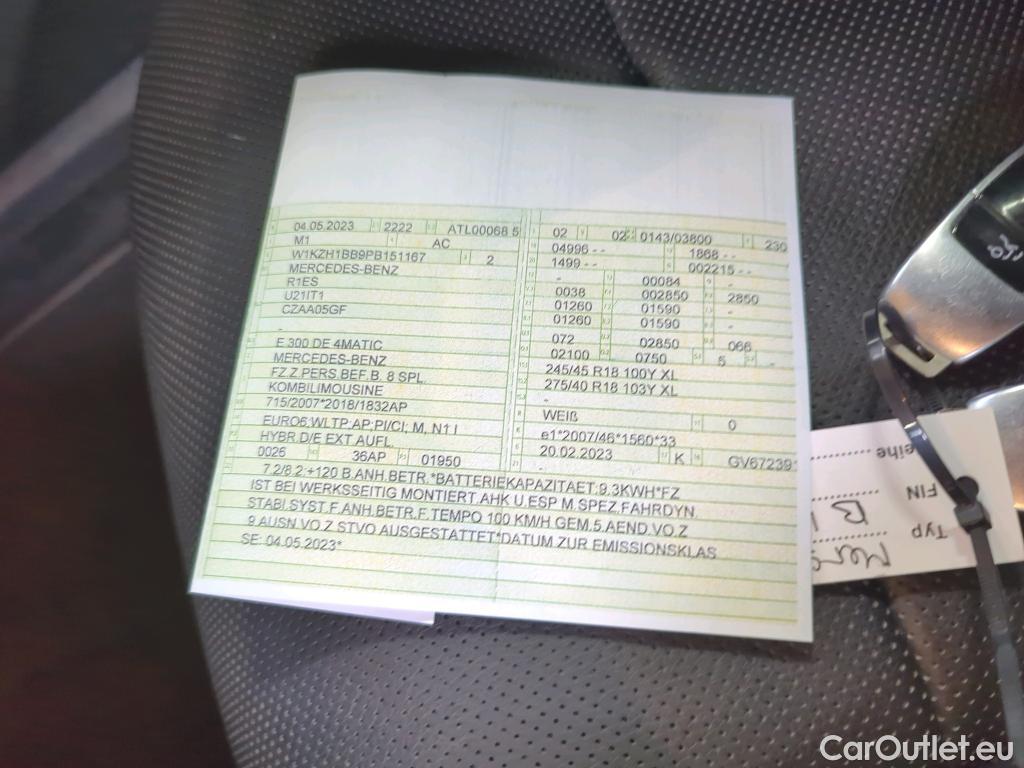 04.05.2023 2222 ATL00068 5
M1 AC
W1KZH1BB9PB151167 2
MERCEDES-BENZ
R1ES
U21IT1
CZAA05GF
-
E 300 DE 4MATIC
MERCEDES-BENZ
FZ.Z.PERS.BEF.B. 8 SPL.
KOMBILIMOUSINE
715/2007*2018/1832AP
EURO6;WLTP;AP;PI/CI; M, N1 I
HYBR.D/E EXT AUFL.
0026 36AP 01950
02 02 0143/03800 230
04996 - - 1868 - -
1499 - - 002215 - -
- 00084 -
0038 002850 2850
01260 01590 -
01260 01590 -
072 02850 066
02100 0750 5 -
245/45 R18 100Y XL
275/40 R18 103Y XL
-
WEIß 0
e1*2007/46*1560*33
20.02.2023 K GV672391
-
7.2/8.2:+120 B.ANH.BETR.*BATTERIEKAPAZITAET:9,3KWH*FZ
IST BEI WERKSSEITIG MONTIERT.AHK U ESP M.SPEZ.FAHRDYN.
STABI.SYST.F.ANH.BETR.F.TEMPO 100 KM/H GEM.5.AEND.VO.Z
9.AUSN.VO.Z STVO AUSGESTATTET*DATUM ZUR EMISSIONSKLAS
SE: 04.05.2023*
Typ
FIN
CarOutlet.eu